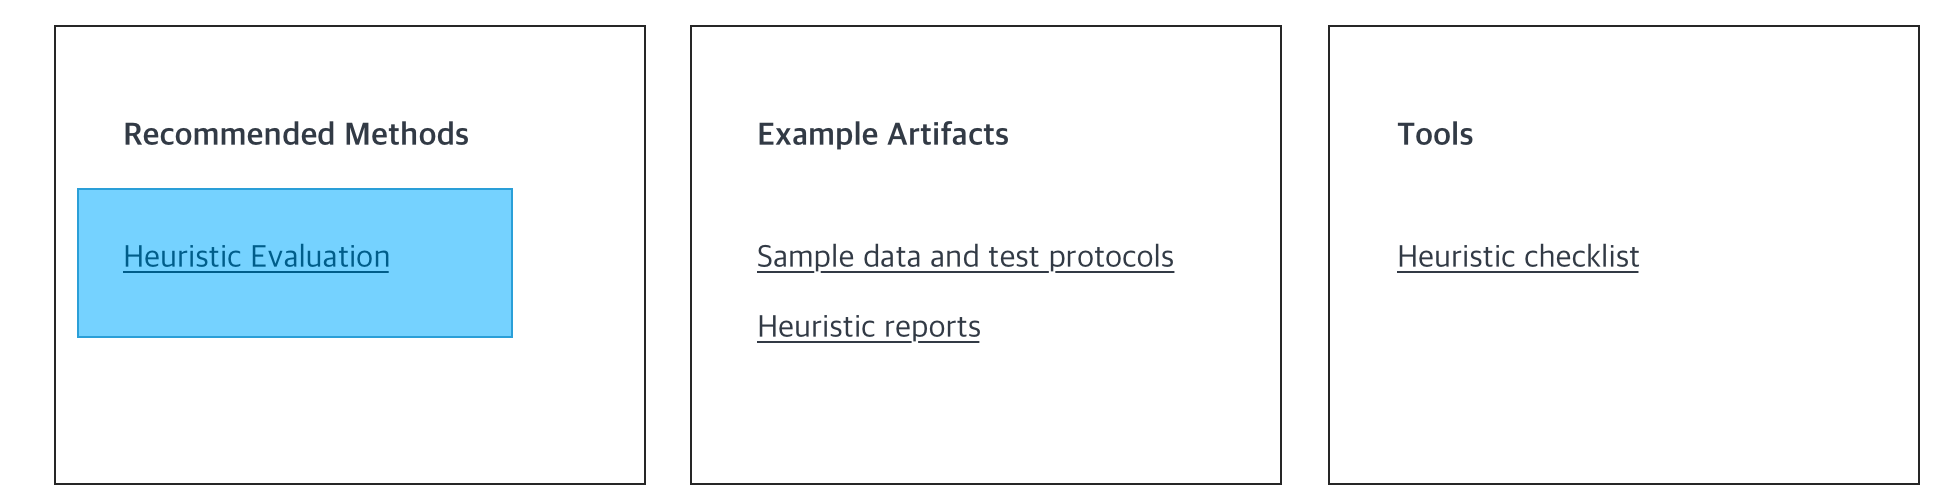 Recommended Methods
Heuristic Evaluation
Example Artifacts
Sample data and test protocols
Heuristic reports
Tools
Heuristic checklist